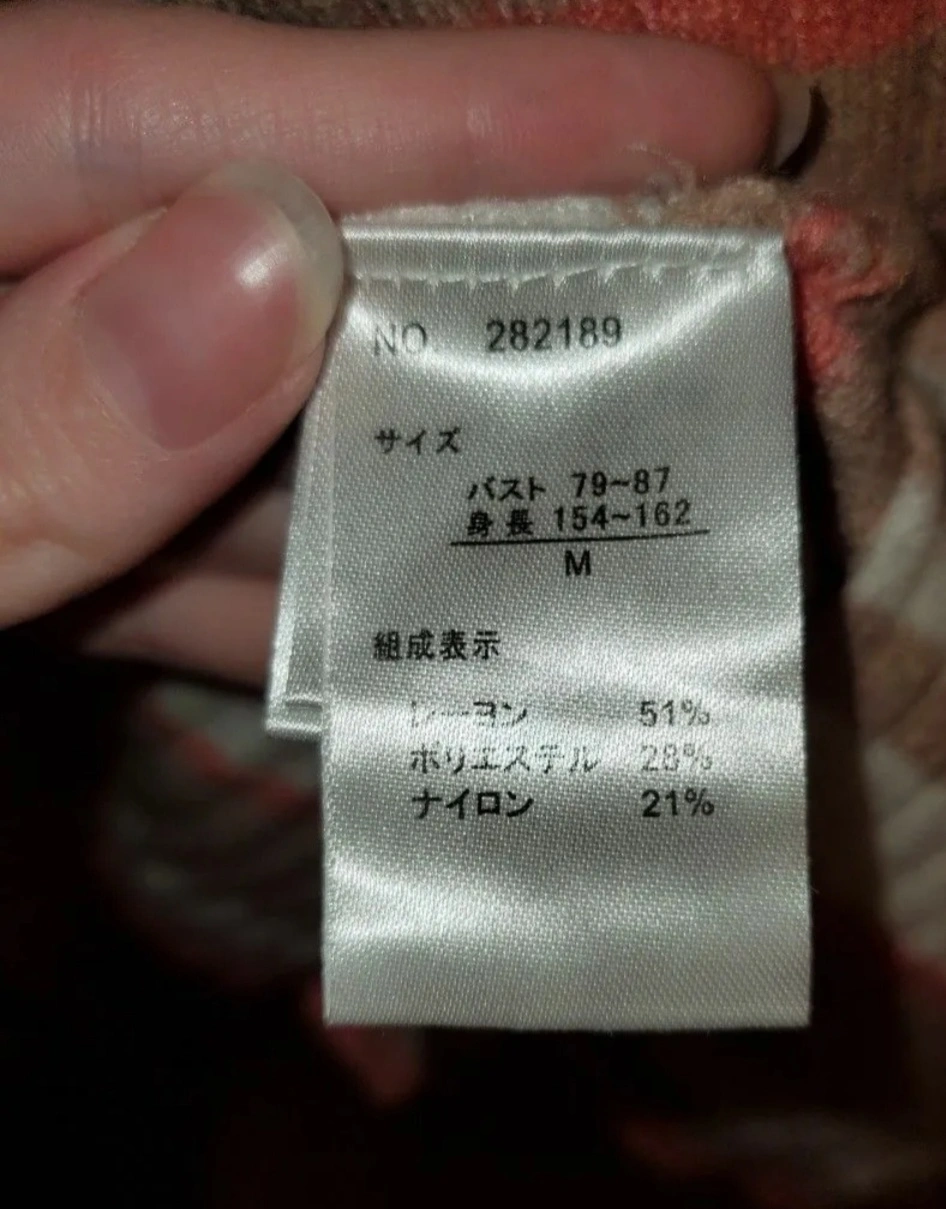 NO. 282189
サイズ
バスト 79~87
身長 154~162
M
組成表示
レーヨン 51%
ポリエステル 28%
ナイロン 21%